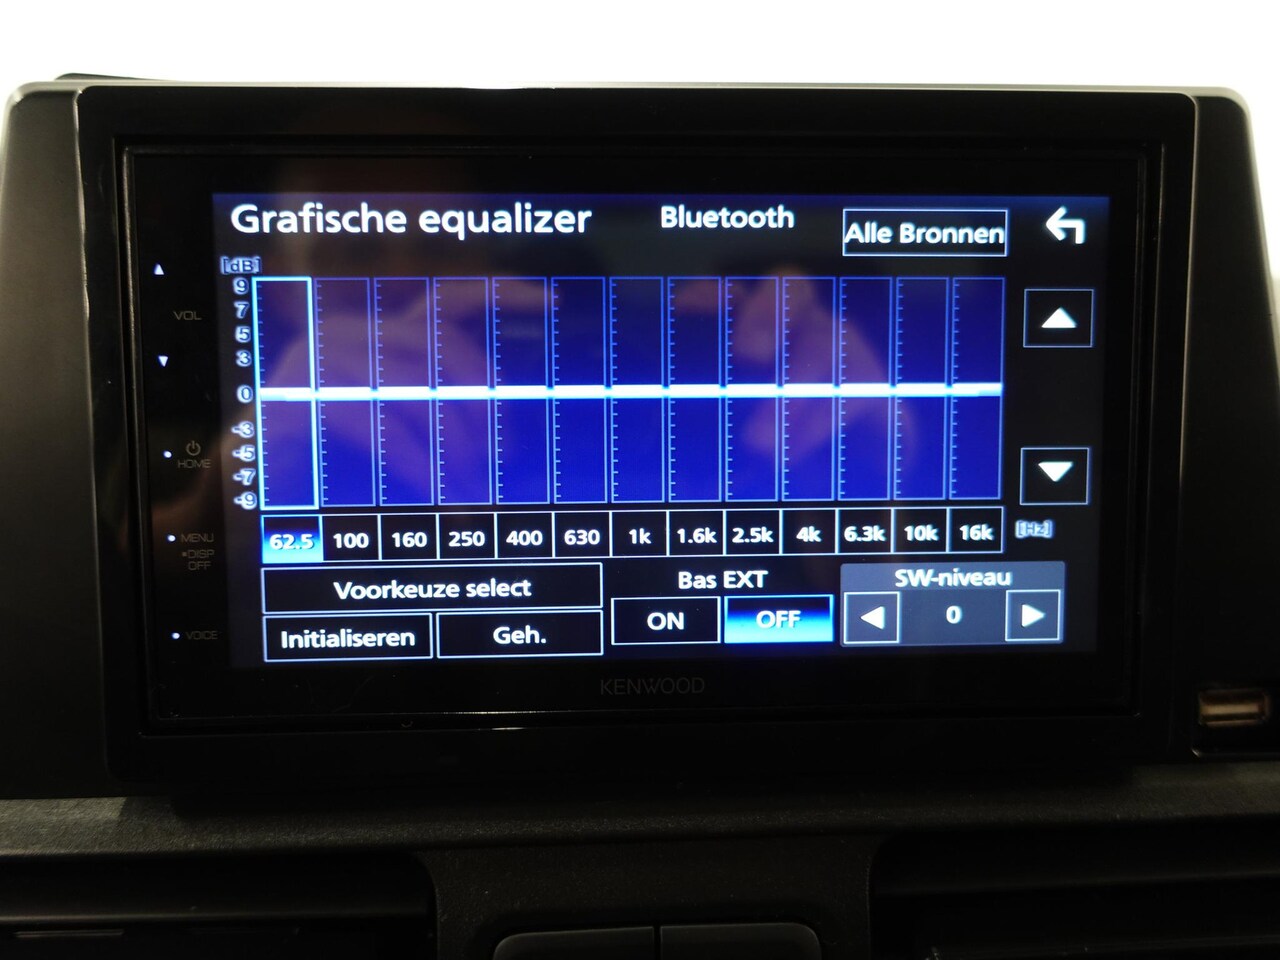 Grafische equalizer
Bluetooth
Alle Bronnen
[dB]
9
7
5
3
0
-3
-5
-7
-9
VOL
HOME
MENU
DISP
OFF
VOICE
62.5 100 160 250 400 630 1k 1.6k 2.5k 4k 6.3k 10k 16k [Hz]
Voorkeuze select
Bas EXT
SW-niveau
Initialiseren
Geh.
ON
OFF
0
KENWOOD